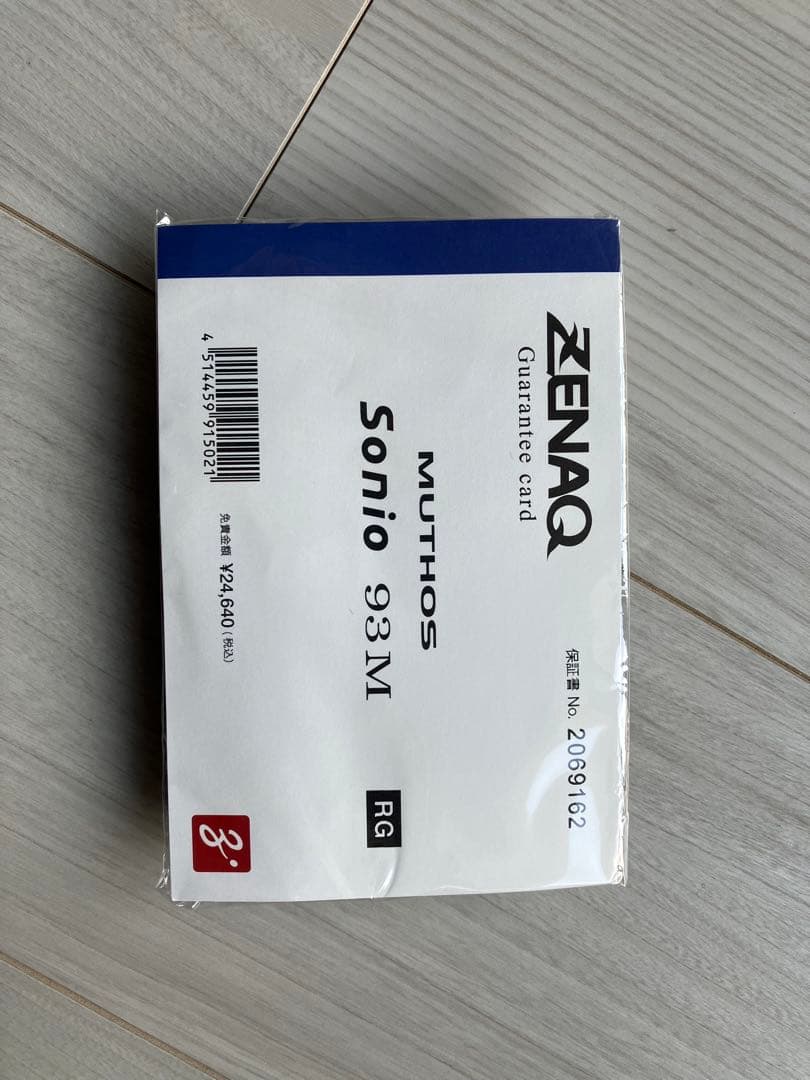 ZENAQ
Guarantee card
保証書 No. 2069162
MUTHOS
Sonio 93M RG
4 514459 915021
免責金額 ¥24,640(税込)